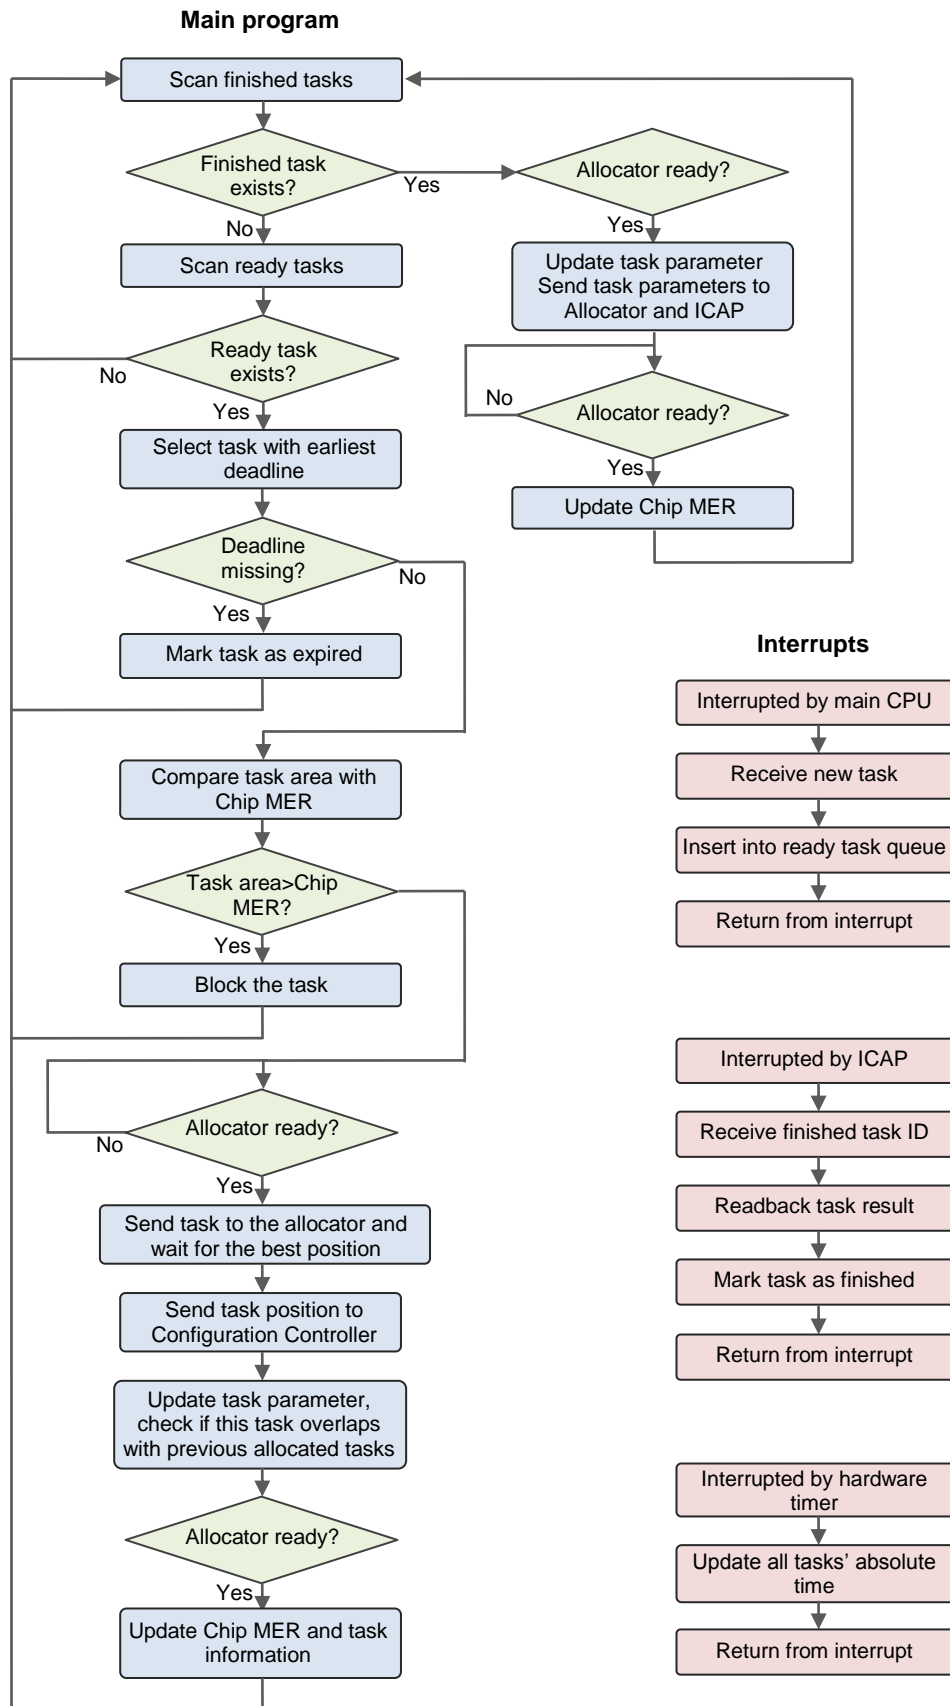 Main program
Scan finished tasks
Finished task
exists?
Yes
No
Allocator ready?
Yes
Scan ready tasks
Update task parameter
Send task parameters to
Allocator and ICAP
Ready task
exists?
No
Yes
Allocator ready?
No
Yes
Select task with earliest
deadline
Update Chip MER
Deadline
missing?
No
Yes
Mark task as expired
Compare task area with
Chip MER
Task area>Chip
MER?
Yes
Block the task
Allocator ready?
No
Yes
Send task to the allocator and
wait for the best position
Send task position to
Configuration Controller
Update task parameter,
check if this task overlaps
with previous allocated tasks
Allocator ready?
Yes
Update Chip MER and task
information
Interrupts
Interrupted by main CPU
Receive new task
Insert into ready task queue
Return from interrupt
Interrupted by ICAP
Receive finished task ID
Readback task result
Mark task as finished
Return from interrupt
Interrupted by hardware
timer
Update all tasks' absolute
time
Return from interrupt